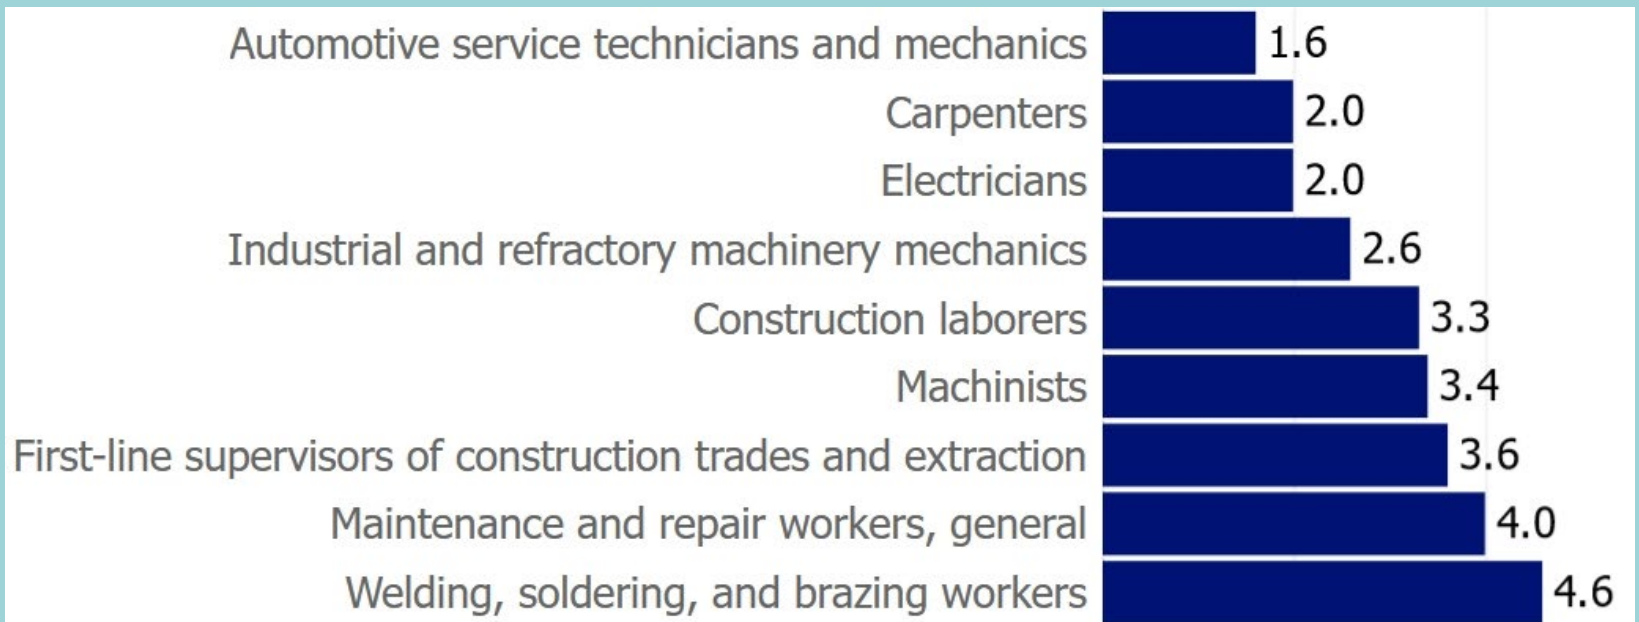 Automotive service technicians and mechanics 1.6
Carpenters 2.0
Electricians 2.0
Industrial and refractory machinery mechanics 2.6
Construction laborers 3.3
Machinists 3.4
First-line supervisors of construction trades and extraction 3.6
Maintenance and repair workers, general 4.0
Welding, soldering, and brazing workers 4.6